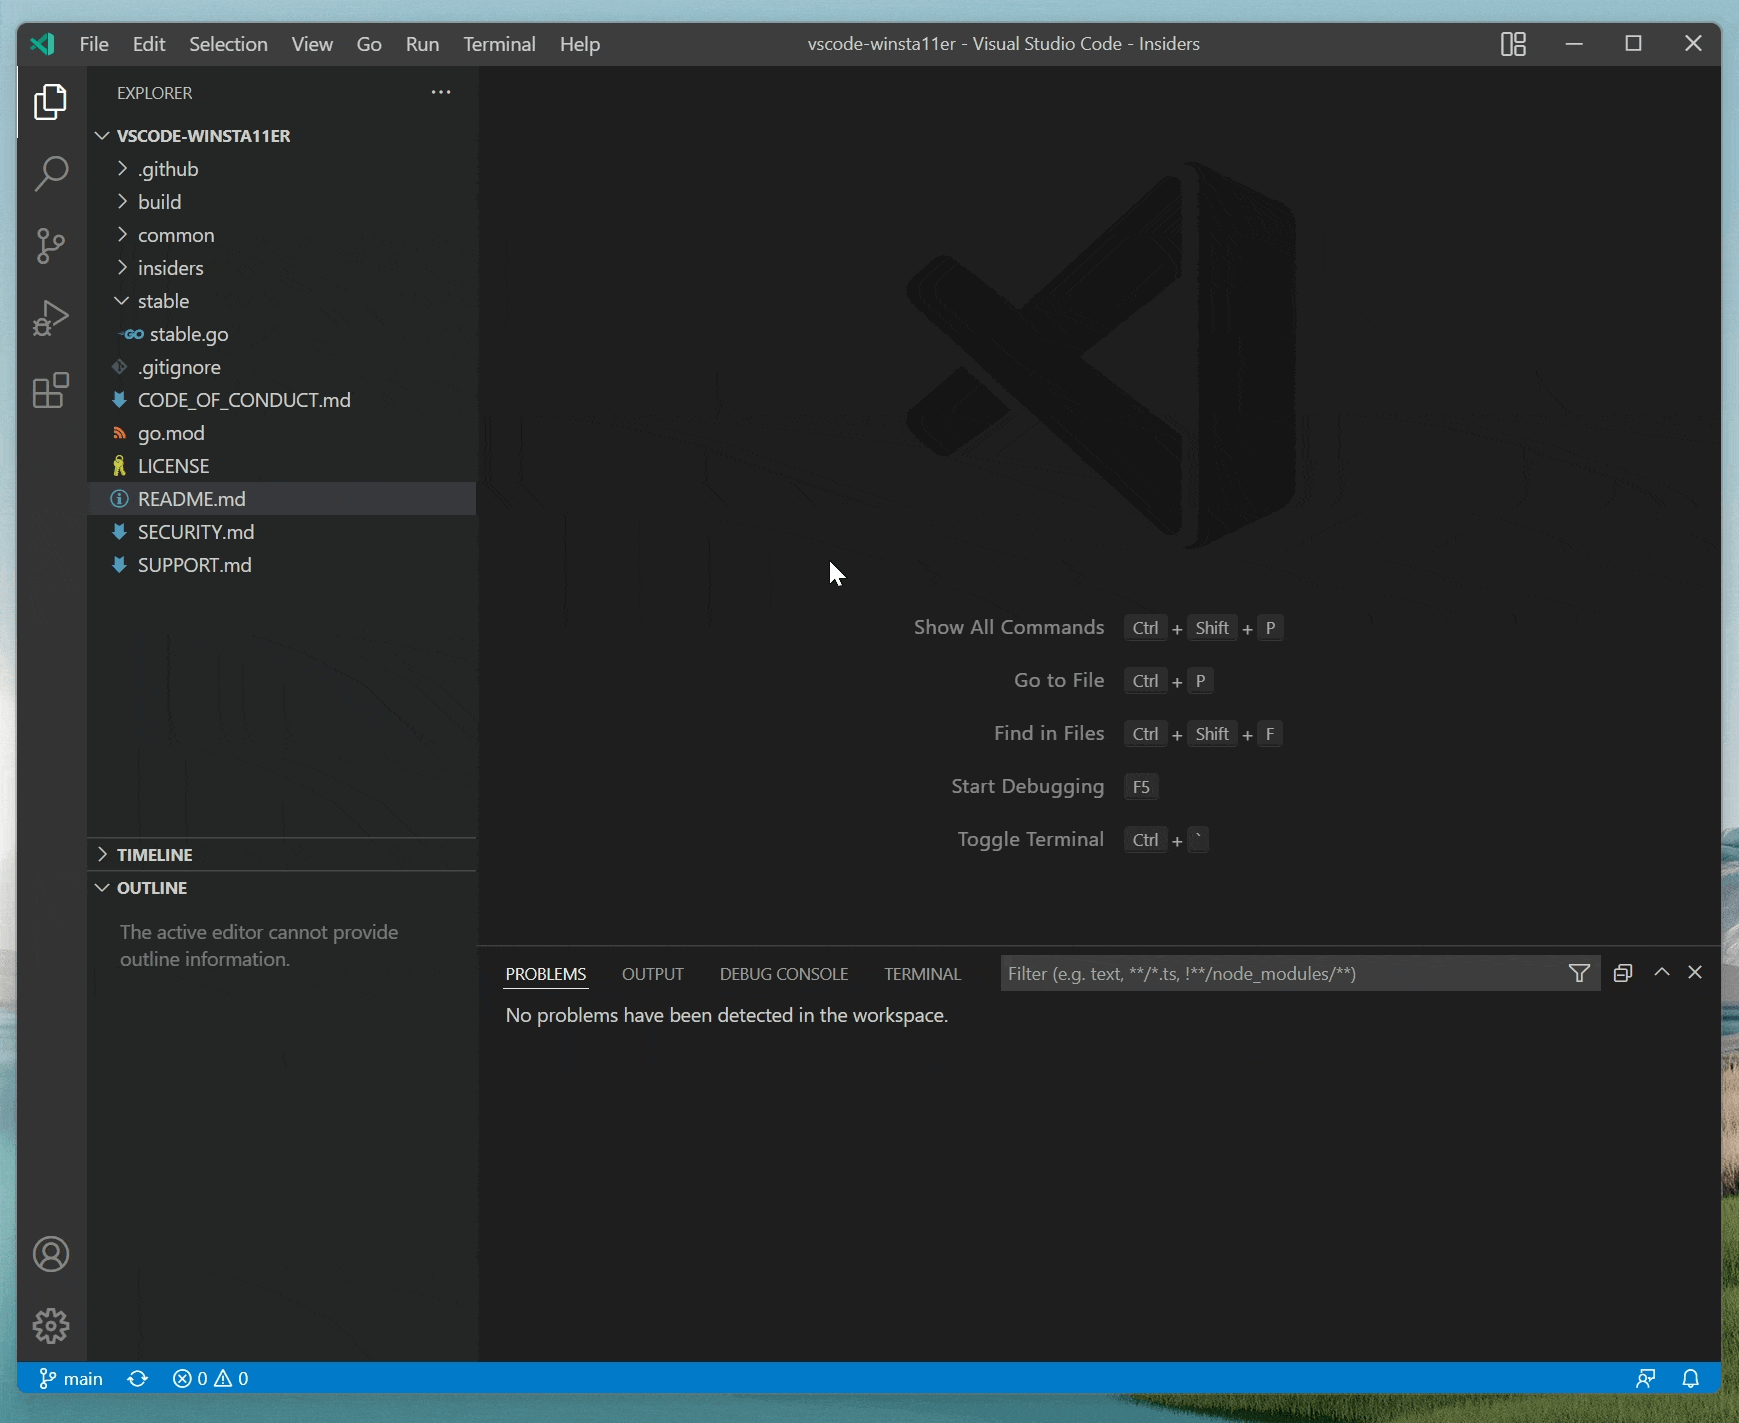 File Edit Selection View Go Run Terminal Help vscode-winsta11er - Visual Studio Code - Insiders
EXPLORER
VSCODE-WINSTA11ER
.github
build
common
insiders
stable
GO stable.go
.gitignore
CODE_OF_CONDUCT.md
go.mod
LICENSE
README.md
SECURITY.md
SUPPORT.md
TIMELINE
OUTLINE
The active editor cannot provide
outline information.
Show All Commands Ctrl + Shift + P
Go to File Ctrl + P
Find in Files Ctrl + Shift + F
Start Debugging F5
Toggle Terminal Ctrl + `
PROBLEMS OUTPUT DEBUG CONSOLE TERMINAL Filter (e.g. text, **/*.ts, !**/node_modules/**)
No problems have been detected in the workspace.
main 0 0